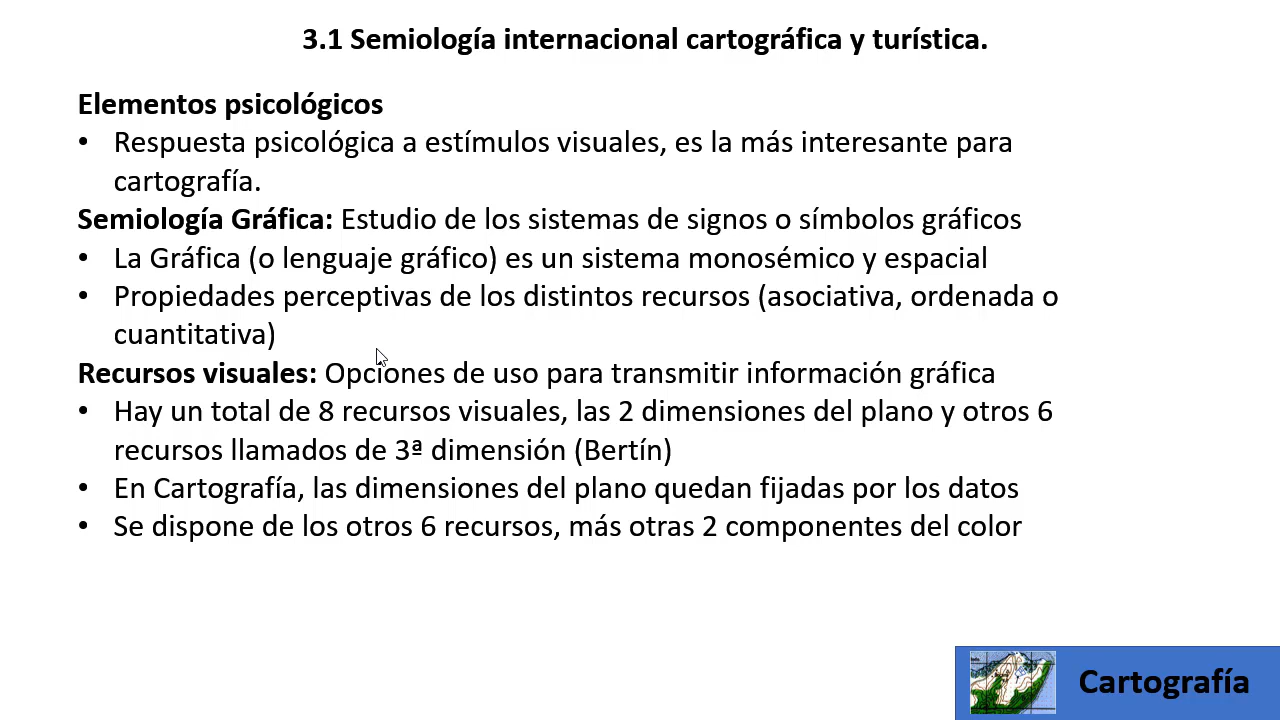 3.1 Semiología internacional cartográfica y turística.
Elementos psicológicos
• Respuesta psicológica a estímulos visuales, es la más interesante para
cartografía.
Semiología Gráfica: Estudio de los sistemas de signos o símbolos gráficos
• La Gráfica (o lenguaje gráfico) es un sistema monosémico y espacial
• Propiedades perceptivas de los distintos recursos (asociativa, ordenada o
cuantitativa)
Recursos visuales: Opciones de uso para transmitir información gráfica
• Hay un total de 8 recursos visuales, las 2 dimensiones del plano y otros 6
recursos llamados de 3ª dimensión (Bertín)
• En Cartografía, las dimensiones del plano quedan fijadas por los datos
• Se dispone de los otros 6 recursos, más otras 2 componentes del color
Cartografía